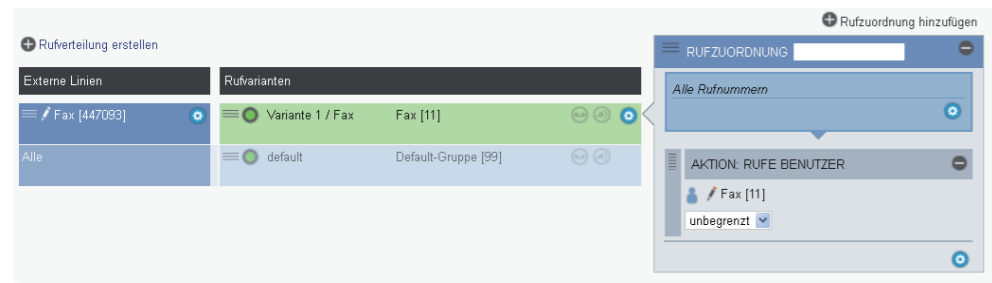 Rufzuordnung hinzufügen
Rufverteilung erstellen
Externe Linien
Rufvarianten
Fax [447093]
Variante 1 / Fax
Fax [11]
Alle
default
Default-Gruppe [99]
RUFZUORDNUNG
Alle Rufnummern
AKTION: RUFE BENUTZER
Fax [11]
unbegrenzt